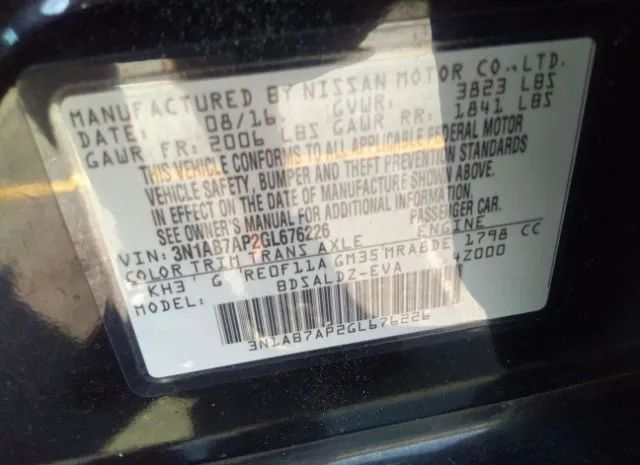 MANUFACTURED BY NISSAN MOTOR CO., LTD.
DATE: 08/16 GVWR: 3823 LBS
GAWR FR: 2006 LBS GAWR RR: 1841 LBS
THIS VEHICLE CONFORMS TO ALL APPLICABLE FEDERAL MOTOR
VEHICLE SAFETY, BUMPER AND THEFT PREVENTION STANDARDS
IN EFFECT ON THE DATE OF MANUFACTURE SHOWN ABOVE.
SEE OWNER'S MANUAL FOR ADDITIONAL INFORMATION.
VIN: 3N1AB7AP2GL676226 PASSENGER CAR.
COLOR TRIM TRANS AXLE ENGINE
KH3 G RE0F11A GM35 MRA8DE 1798 CC
MODEL: BDSALDZ-EVA Z000
3N1AB7AP2GL676226